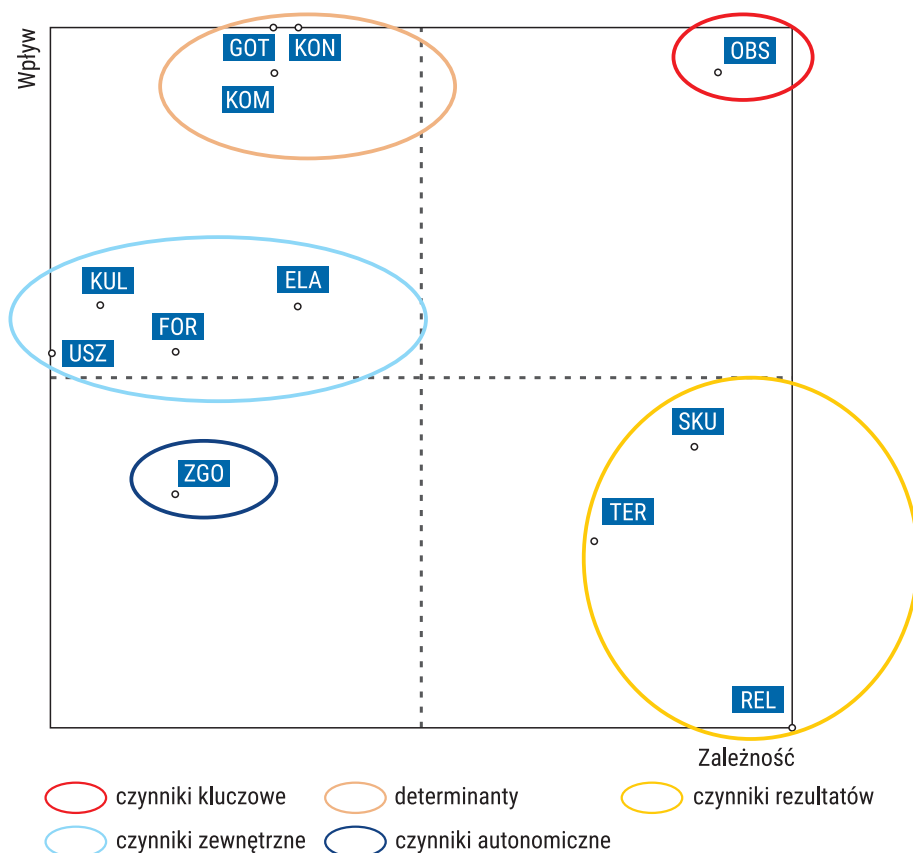 Wpływ
GOT
KON
OBS
KOM
KUL
ELA
FOR
USZ
SKU
ZGO
TER
REL
Zależność
czynniki kluczowe
determinanty
czynniki rezultatów
czynniki zewnętrzne
czynniki autonomiczne